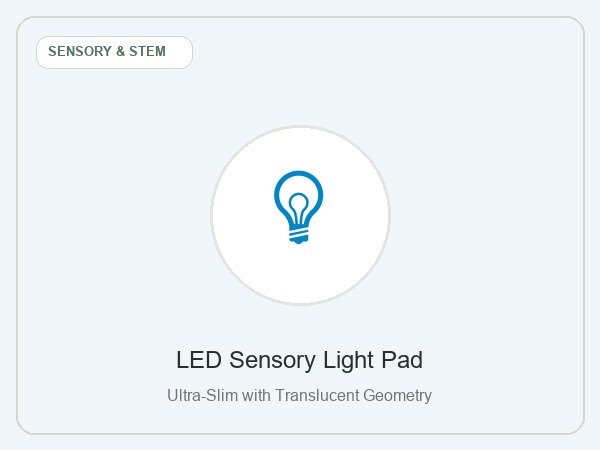 SENSORY & STEM
LED Sensory Light Pad
Ultra-Slim with Translucent Geometry